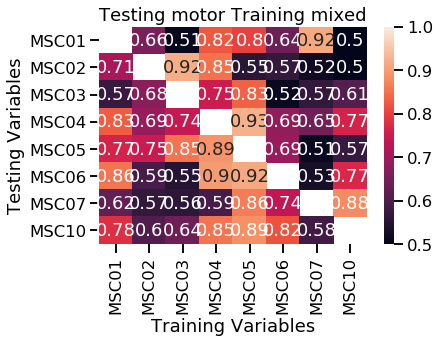 Testing motor Training mixed
Testing Variables
MSC01 0.66 0.51 0.82 0.8 0.64 0.92 0.5
MSC02 0.71 0.92 0.85 0.55 0.57 0.52 0.5
MSC03 0.57 0.68 0.75 0.83 0.52 0.57 0.61
MSC04 0.83 0.69 0.74 0.93 0.69 0.65 0.77
MSC05 0.77 0.75 0.85 0.89 0.69 0.51 0.57
MSC06 0.86 0.59 0.55 0.9 0.92 0.53 0.77
MSC07 0.62 0.57 0.56 0.59 0.86 0.74 0.88
MSC10 0.78 0.6 0.64 0.85 0.89 0.82 0.58
MSC01 MSC02 MSC03 MSC04 MSC05 MSC06 MSC07 MSC10
Training Variables
1.0
0.9
0.8
0.7
0.6
0.5